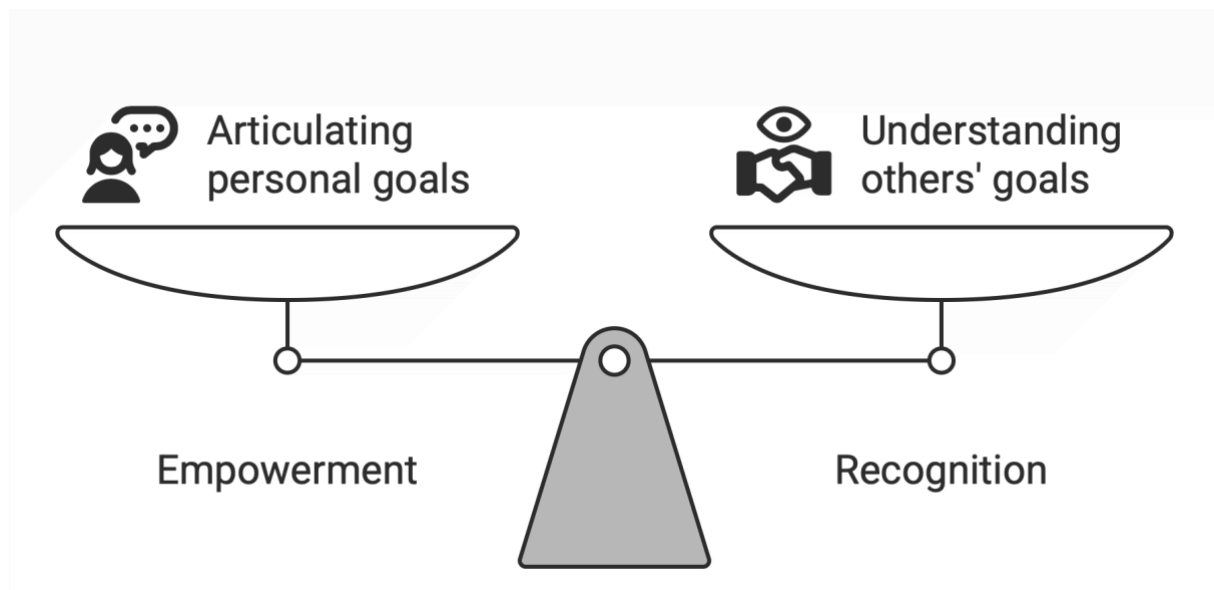 Articulating
personal goals
Understanding
others' goals
Empowerment
Recognition